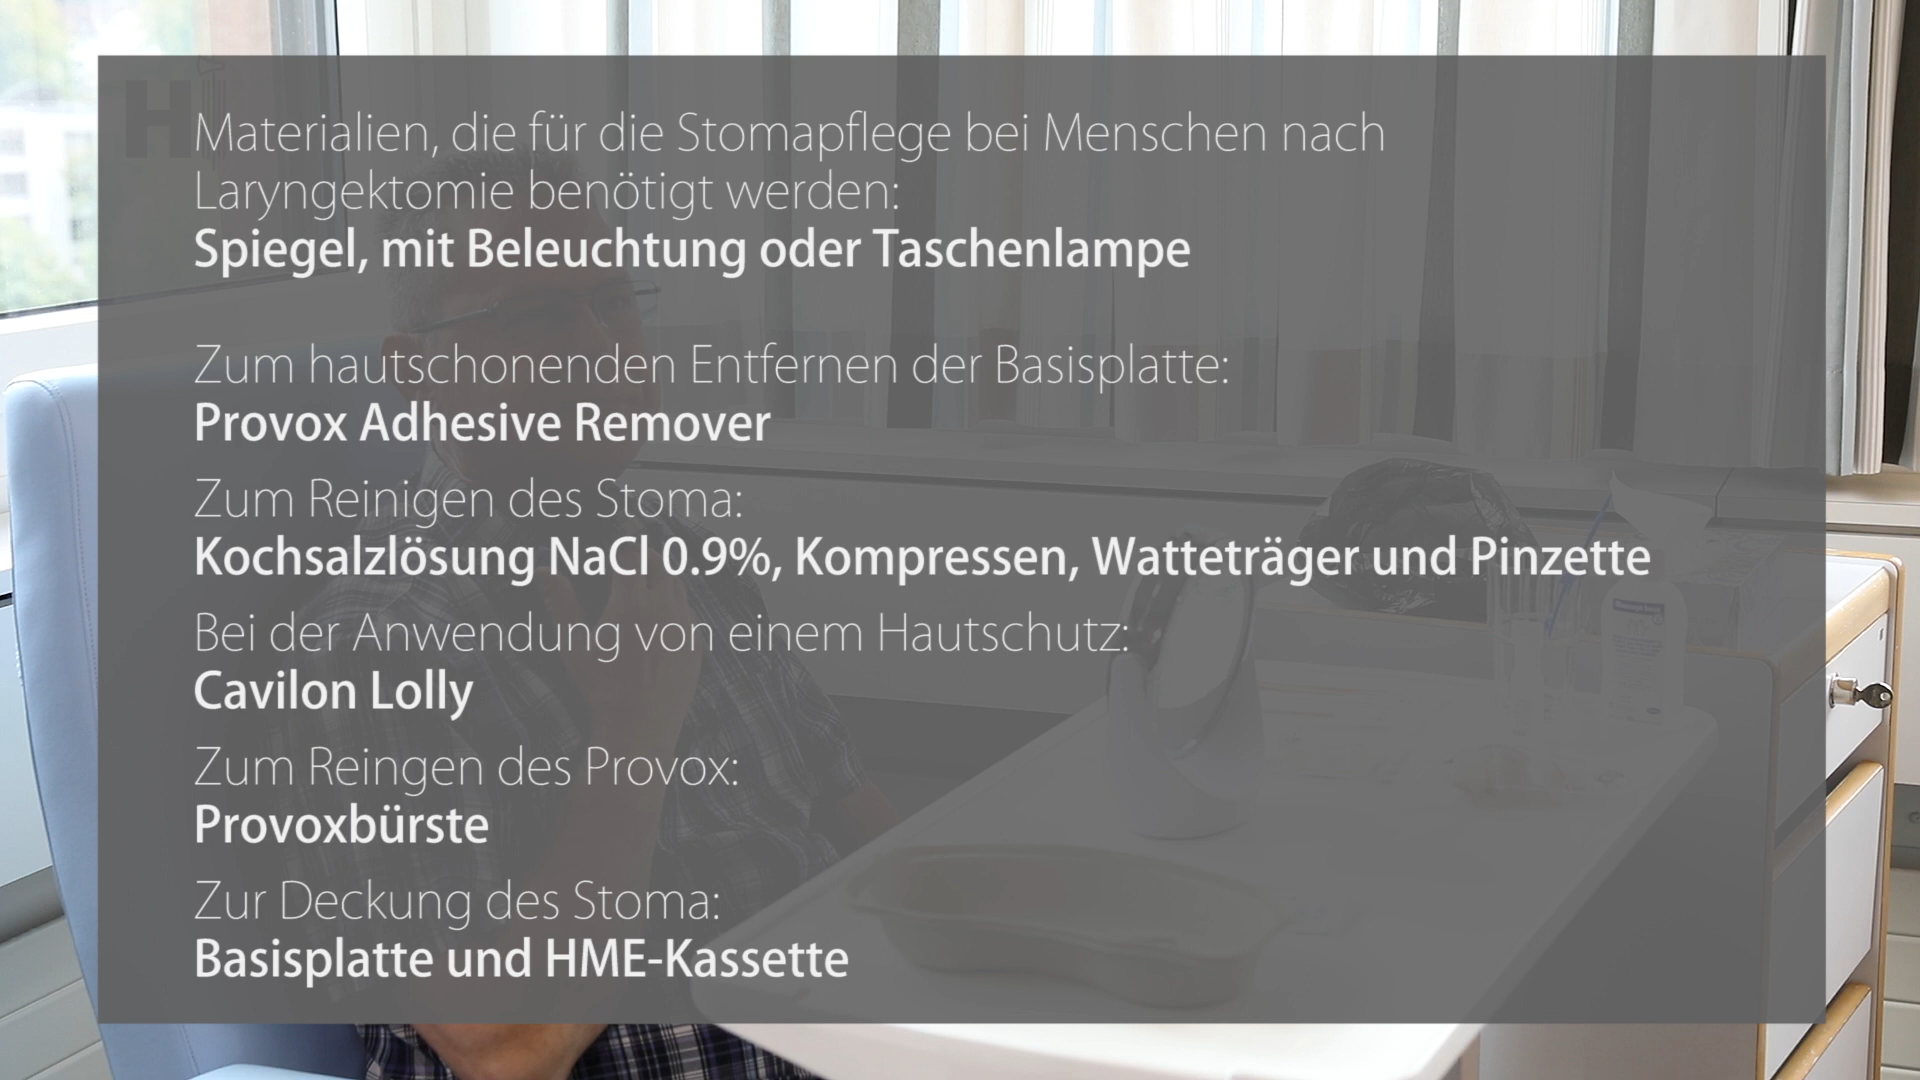 H
Materialien, die für die Stomapflege bei Menschen nach
Laryngektomie benötigt werden:
Spiegel, mit Beleuchtung oder Taschenlampe
Zum hautschonenden Entfernen der Basisplatte:
Provox Adhesive Remover
Zum Reinigen des Stoma:
Kochsalzlösung NaCl 0.9%, Kompressen, Watteträger und Pinzette
Bei der Anwendung von einem Hautschutz:
Cavilon Lolly
Zum Reingen des Provox:
Provoxbürste
Zur Deckung des Stoma:
Basisplatte und HME-Kassette